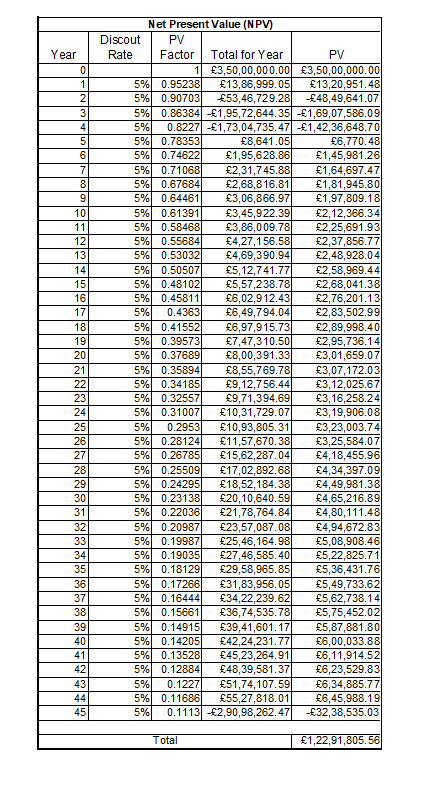 Net Present Value (NPV)
Discout PV
Year Rate Factor Total for Year PV
0 1 £3,50,00,000.00 £3,50,00,000.00
1 5% 0.95238 £13,86,999.05 £13,20,951.48
2 5% 0.90703 -£53,46,729.28 -£48,49,641.07
3 5% 0.86384 -£1,95,72,644.35 -£1,69,07,586.09
4 5% 0.8227 -£1,73,04,735.47 -£1,42,36,648.70
5 5% 0.78353 £8,641.05 £6,770.48
6 5% 0.74622 £1,95,628.86 £1,45,981.26
7 5% 0.71068 £2,31,745.88 £1,64,697.47
8 5% 0.67684 £2,68,816.81 £1,81,945.80
9 5% 0.64461 £3,06,866.97 £1,97,809.18
10 5% 0.61391 £3,45,922.39 £2,12,366.34
11 5% 0.58468 £3,86,009.78 £2,25,691.93
12 5% 0.55684 £4,27,156.58 £2,37,856.77
13 5% 0.53032 £4,69,390.94 £2,48,928.04
14 5% 0.50507 £5,12,741.77 £2,58,969.44
15 5% 0.48102 £5,57,238.78 £2,68,041.38
16 5% 0.45811 £6,02,912.43 £2,76,201.13
17 5% 0.4363 £6,49,794.04 £2,83,502.99
18 5% 0.41552 £6,97,915.73 £2,89,998.40
19 5% 0.39573 £7,47,310.50 £2,95,736.14
20 5% 0.37689 £8,00,391.33 £3,01,659.07
21 5% 0.35894 £8,55,769.78 £3,07,172.03
22 5% 0.34185 £9,12,756.44 £3,12,025.67
23 5% 0.32557 £9,71,394.69 £3,16,258.24
24 5% 0.31007 £10,31,729.07 £3,19,906.08
25 5% 0.2953 £10,93,805.31 £3,23,003.74
26 5% 0.28124 £11,57,670.38 £3,25,584.07
27 5% 0.26785 £15,62,287.04 £4,18,455.96
28 5% 0.25509 £17,02,892.68 £4,34,397.09
29 5% 0.24295 £18,52,184.38 £4,49,981.38
30 5% 0.23138 £20,10,640.59 £4,65,216.89
31 5% 0.22036 £21,78,764.84 £4,80,111.48
32 5% 0.20987 £23,57,087.08 £4,94,672.83
33 5% 0.19987 £25,46,164.98 £5,08,908.46
34 5% 0.19035 £27,46,585.40 £5,22,825.71
35 5% 0.18129 £29,58,965.85 £5,36,431.76
36 5% 0.17266 £31,83,956.05 £5,49,733.62
37 5% 0.16444 £34,22,239.62 £5,62,738.14
38 5% 0.15661 £36,74,535.78 £5,75,452.02
39 5% 0.14915 £39,41,601.17 £5,87,881.80
40 5% 0.14205 £42,24,231.77 £6,00,033.88
41 5% 0.13528 £45,23,264.91 £6,11,914.52
42 5% 0.12884 £48,39,581.37 £6,23,529.83
43 5% 0.1227 £51,74,107.59 £6,34,885.77
44 5% 0.11686 £55,27,818.01 £6,45,988.19
45 5% 0.1113 -£2,90,98,262.47 -£32,38,535.03
Total £1,22,91,805.56